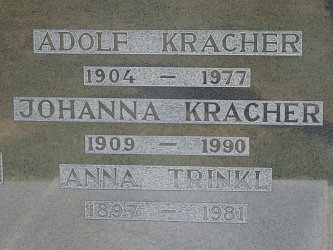 ADOLF KRACHER
1904 — 1977
JOHANNA KRACHER
1909 — 1990
ANNA TRINKL
1897 — 1981